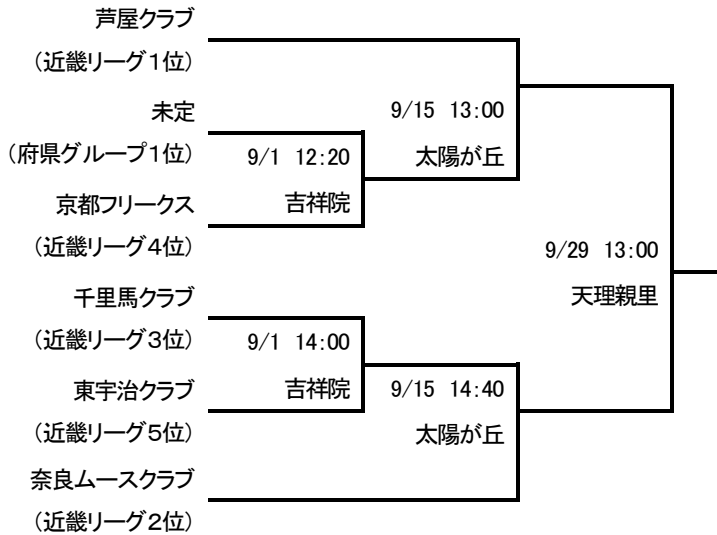 芦屋クラブ
(近畿リーグ1位)
未定
(府県グループ1位)
9/15 13:00
太陽が丘
9/1 12:20
吉祥院
京都フリークス
(近畿リーグ4位)
9/29 13:00
天理親里
千里馬クラブ
(近畿リーグ3位)
9/1 14:00
吉祥院
東宇治クラブ
(近畿リーグ5位)
9/15 14:40
太陽が丘
奈良ムースクラブ
(近畿リーグ2位)